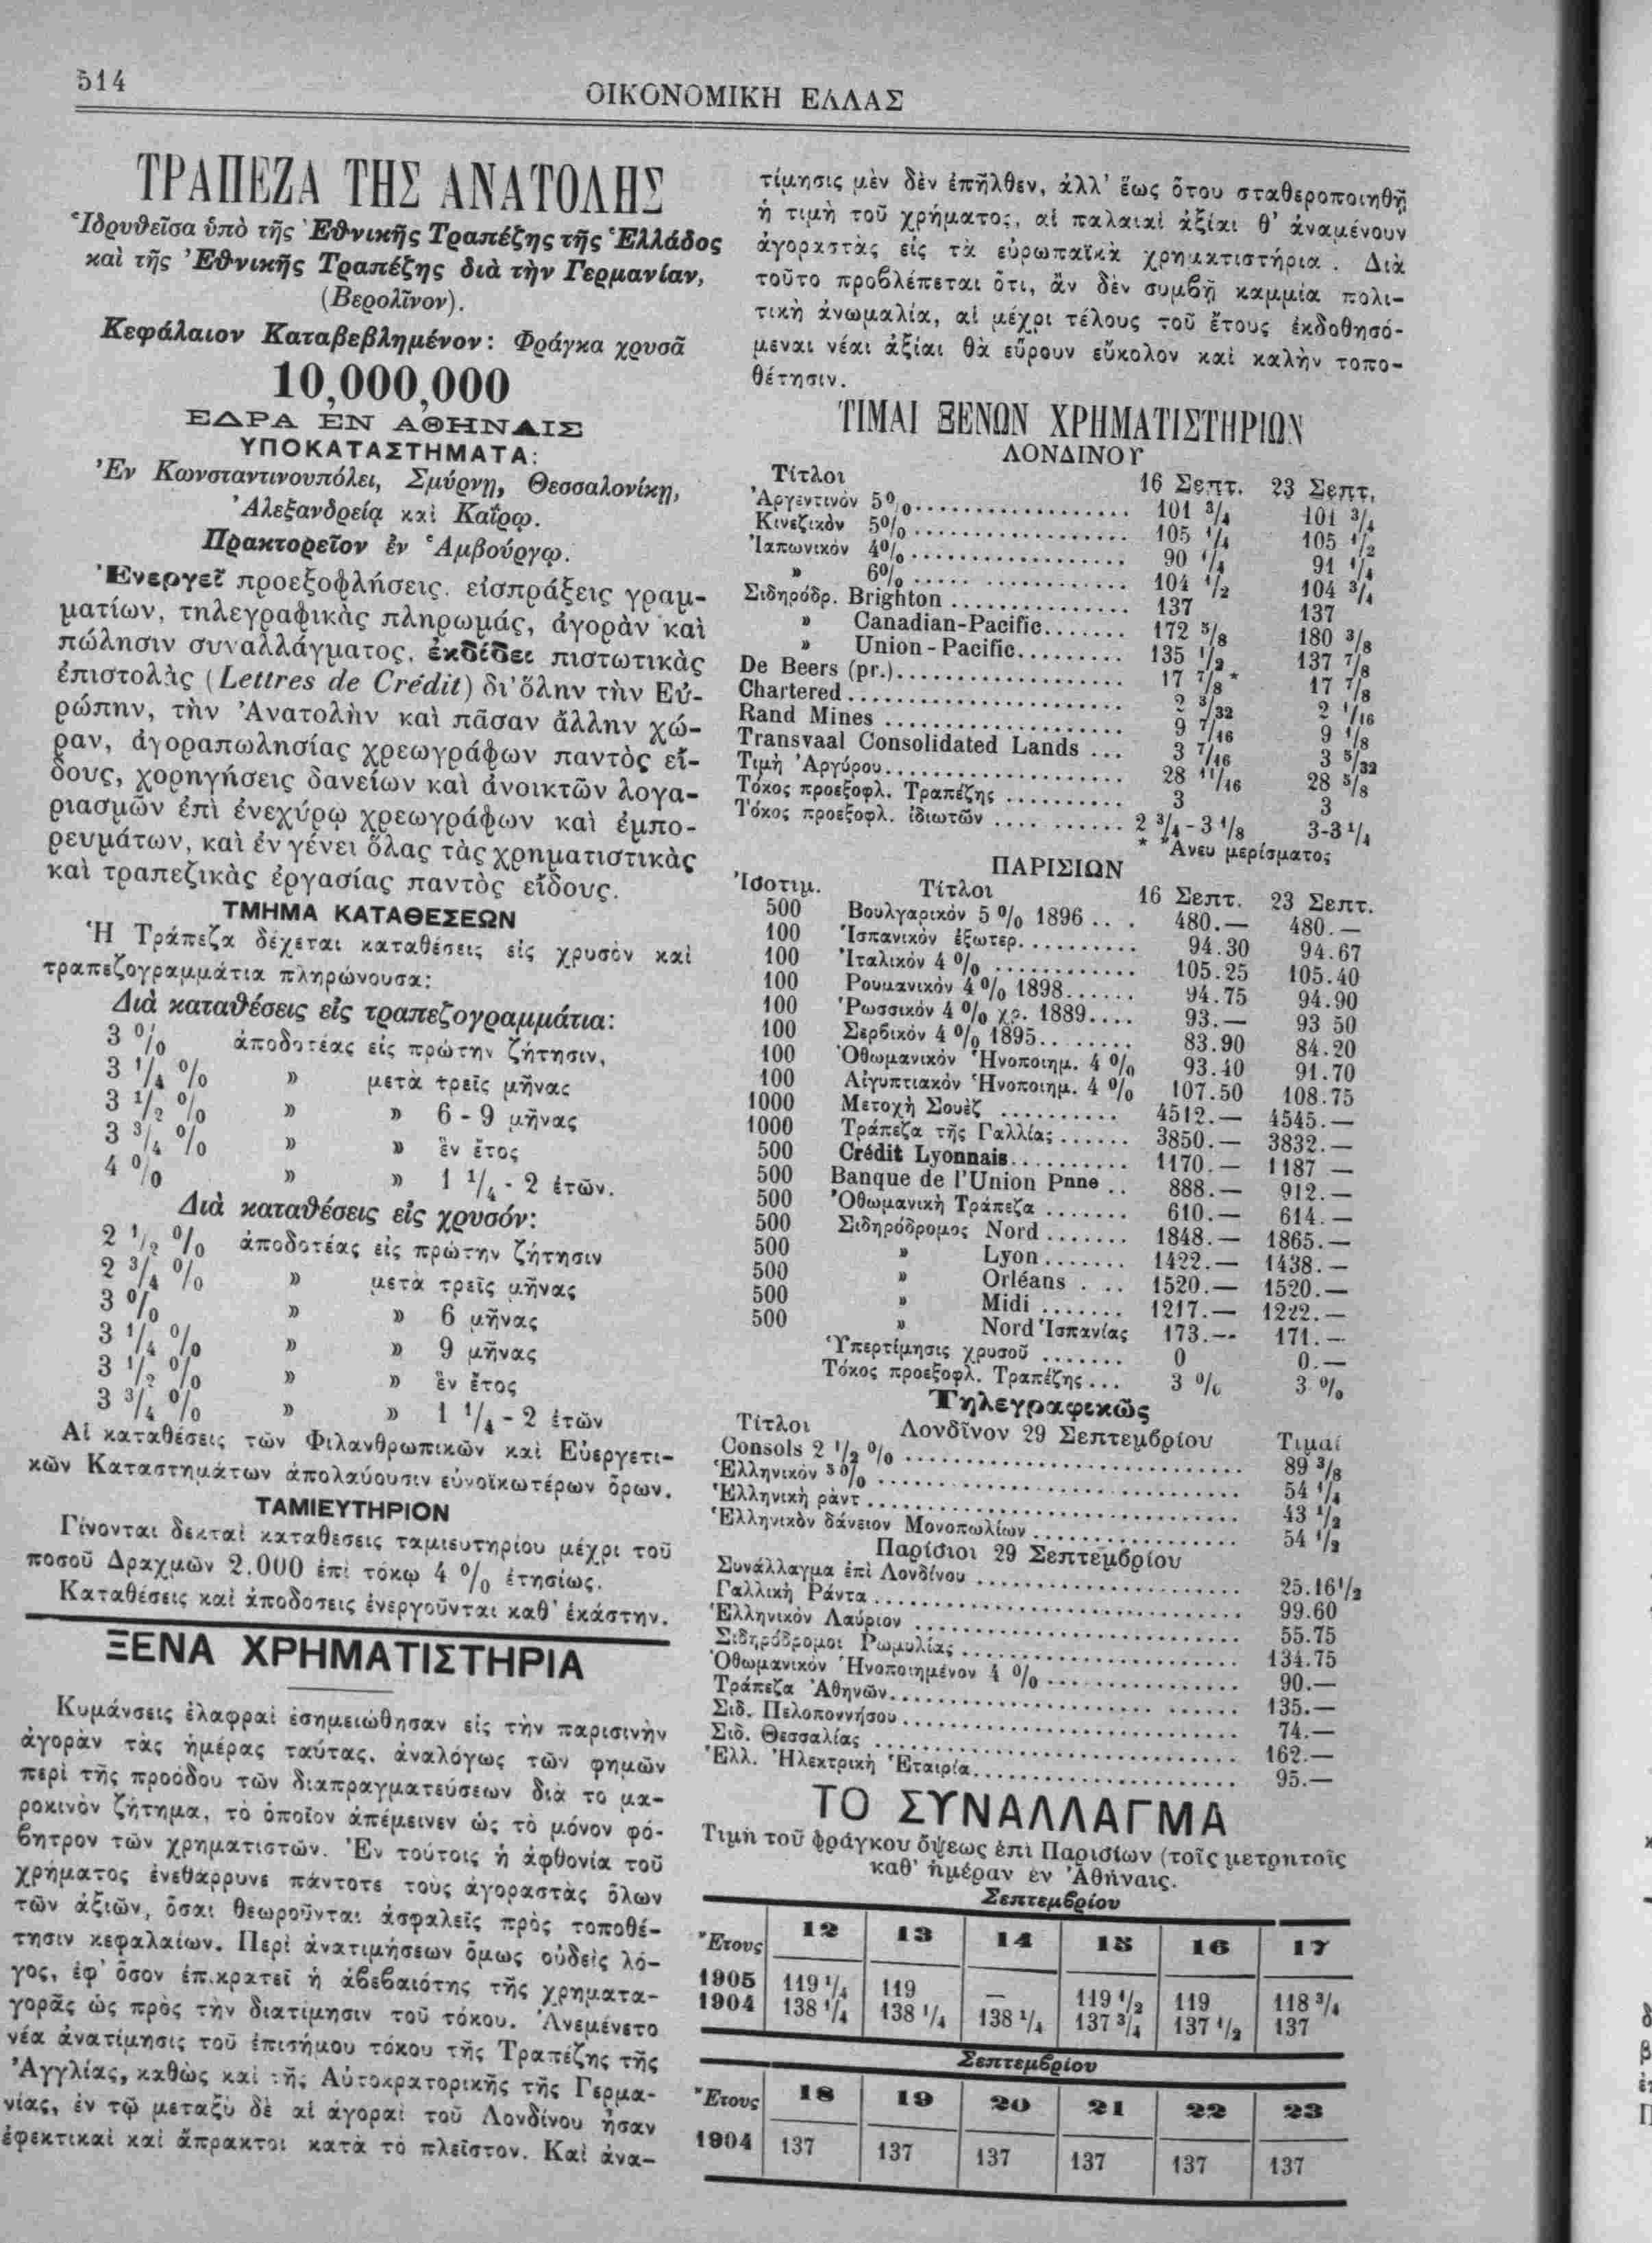 514
ΟΙΚΟΝΟΜΙΚΗ ΕΛΛΑΣ
ΤΡΑΠΕΖΑ ΤΗΣ ΑΝΑΤΟΛΗΣ
Ἱδρυθεῖσα ὑπὸ τῆς Ἐθνικῆς Τραπέζης τῆς Ἑλλάδος
καὶ τῆς Ἐθνικῆς Τραπέζης διὰ τὴν Γερμανίαν,
(Βερολῖνον).
Κεφάλαιον Καταβεβλημένον: Φράγκα χρυσᾶ
10,000,000
ΕΔΡΑ ΕΝ ΑΘΗΝΑΙΣ
ΥΠΟΚΑΤΑΣΤΗΜΑΤΑ:
Ἐν Κωνσταντινουπόλει, Σμύρνῃ, Θεσσαλονίκῃ,
Ἀλεξανδρείᾳ καὶ Καΐρῳ.
Πρακτορεῖον ἐν Ἁμβούργῳ.
Ἐνεργεῖ προεξοφλήσεις. εἰσπράξεις γραμ-
ματίων, τηλεγραφικὰς πληρωμάς, ἀγορὰν καὶ
πώλησιν συναλλάγματος, ἐκδίδει πιστωτικὰς
ἐπιστολὰς (Lettres de Crédit) δι' ὅλην τὴν Εὐ-
ρώπην, τὴν Ἀνατολὴν καὶ πᾶσαν ἄλλην χώ-
ραν, ἀγοραπωλησίας χρεωγράφων παντὸς εἴ-
δους, χορηγήσεις δανείων καὶ ἀνοικτῶν λογα-
ριασμῶν ἐπὶ ἐνεχύρῳ χρεωγράφων καὶ ἐμπο-
ρευμάτων, καὶ ἐν γένει ὅλας τὰς χρηματιστικὰς
καὶ τραπεζικὰς ἐργασίας παντὸς εἴδους.
ΤΜΗΜΑ ΚΑΤΑΘΕΣΕΩΝ
Ἡ Τράπεζα δέχεται καταθέσεις εἰς χρυσὸν καὶ
τραπεζογραμμάτια πληρώνουσα:
Διὰ καταθέσεις εἰς τραπεζογραμμάτια:
3 % ἀποδοτέας εἰς πρώτην ζήτησιν,
3 1/4 % » μετὰ τρεῖς μῆνας
3 1/2 % » » 6 - 9 μῆνας
3 3/4 % » » ἓν ἔτος
4 % » » 1 1/4 - 2 ἐτῶν.
Διὰ καταθέσεις εἰς χρυσόν:
2 1/2 % ἀποδοτέας εἰς πρώτην ζήτησιν
2 3/4 % » μετὰ τρεῖς μῆνας
3 % » » 6 μῆνας
3 1/4 % » » 9 μῆνας
3 1/2 % » » ἓν ἔτος
3 3/4 % » » 1 1/4 - 2 ἐτῶν
Αἱ καταθέσεις τῶν Φιλανθρωπικῶν καὶ Εὐεργετι-
κῶν Καταστημάτων ἀπολαύουσιν εὐνοϊκωτέρων ὅρων.
ΤΑΜΙΕΥΤΗΡΙΟΝ
Γίνονται δεκταὶ καταθέσεις ταμιευτηρίου μέχρι τοῦ
ποσοῦ Δραχμῶν 2.000 ἐπὶ τόκῳ 4 % ἐτησίως.
Καταθέσεις καὶ ἀποδόσεις ἐνεργοῦνται καθ' ἑκάστην.
ΞΕΝΑ ΧΡΗΜΑΤΙΣΤΗΡΙΑ
Κυμάνσεις ἐλαφραὶ ἐσημειώθησαν εἰς τὴν παρισινὴν
ἀγορὰν τὰς ἡμέρας ταύτας, ἀναλόγως τῶν φημῶν
περὶ τῆς προόδου τῶν διαπραγματεύσεων διὰ το μα-
ροκινὸν ζήτημα, τὸ ὁποῖον ἀπέμεινεν ὡς τὸ μόνον φό-
βητρον τῶν χρηματιστῶν. Ἐν τούτοις ἡ ἀφθονία τοῦ
χρήματος ἐνεθάρρυνε πάντοτε τοὺς ἀγοραστὰς ὅλων
τῶν ἀξιῶν, ὅσαι θεωροῦνται ἀσφαλεῖς πρὸς τοποθέ-
τησιν κεφαλαίων. Περὶ ἀνατιμήσεων ὅμως οὐδεὶς λό-
γος, ἐφ' ὅσον ἐπικρατεῖ ἡ ἀβεβαιότης τῆς χρηματα-
γορᾶς ὡς πρὸς τὴν διατίμησιν τοῦ τόκου. Ἀνεμένετο
νέα ἀνατίμησις τοῦ ἐπισήμου τόκου τῆς Τραπέζης τῆς
Ἀγγλίας, καθὼς καὶ τῆς Αὐτοκρατορικῆς τῆς Γερμα-
νίας, ἐν τῷ μεταξὺ δὲ αἱ ἀγοραὶ τοῦ Λονδίνου ἦσαν
ἐφεκτικαὶ καὶ ἄπρακτοι κατὰ τὸ πλεῖστον. Καὶ ἀνα-
τίμησις μὲν δὲν ἐπῆλθεν, ἀλλ' ἕως ὅτου σταθεροποιηθῇ
ἡ τιμὴ τοῦ χρήματος, αἱ παλαιαὶ ἀξίαι θ' ἀναμένουν
ἀγοραστὰς εἰς τὰ εὐρωπαϊκὰ χρηματιστήρια. Διὰ
τοῦτο προβλέπεται ὅτι, ἂν δὲν συμβῇ καμμία πολι-
τικὴ ἀνωμαλία, αἱ μέχρι τέλους τοῦ ἔτους ἐκδοθησό-
μεναι νέαι ἀξίαι θὰ εὕρουν εὔκολον καὶ καλὴν τοπο-
θέτησιν.
ΤΙΜΑΙ ΞΕΝΩΝ ΧΡΗΜΑΤΙΣΤΗΡΙΩΝ
ΛΟΝΔΙΝΟΥ
Τίτλοι 16 Σεπτ. 23 Σεπτ.
Ἀργεντινόν 5% 101 3/4 101 3/4
Κινεζικὸν 5% 105 1/4 105 1/2
Ἰαπωνικόν 4% 90 1/4 91 1/4
» 6% 104 1/2 104 3/4
Σιδηρόδρ. Brighton 137 137
» Canadian-Pacific 172 5/8 180 3/8
» Union-Pacific 135 1/2 137 7/8
De Beers (pr.) 17 7/8* 17 7/8
Chartered 2 3/32 2 1/16
Rand Mines 9 7/16 9 1/8
Transvaal Consolidated Lands 3 7/16 3 5/32
Τιμὴ Ἀργύρου 28 11/16 28 5/8
Τόκος προεξοφλ. Τραπέζης 3 3
Τόκος προεξοφλ. ἰδιωτῶν 2 3/4-3 1/8 3-3 1/4
* Ἄνευ μερίσματος
ΠΑΡΙΣΙΩΝ
Ἰσοτιμ. Τίτλοι 16 Σεπτ. 23 Σεπτ.
500 Βουλγαρικόν 5 % 1896 480.— 480.—
100 Ἱσπανικὸν ἐξωτερ. 94.30 94.67
100 Ἰταλικὸν 4 % 105.25 105.40
100 Ρουμανικὸν 4 % 1898 94.75 94.90
100 Ῥωσσικόν 4 % χρ. 1889 93.— 93 50
100 Σερβικόν 4 % 1895 83.90 84.20
100 Ὀθωμανικὸν Ἡνοποιημ. 4 % 93.40 91.70
100 Αἰγυπτιακὸν Ἡνοποιημ. 4 % 107.50 108.75
1000 Μετοχὴ Σουὲζ 4512.— 4545.—
1000 Τράπεζα τῆς Γαλλίας 3850.— 3832.—
500 Crédit Lyonnais 1170.— 1187 —
500 Banque de l'Union Pnne 888.— 912.—
500 Ὀθωμανικὴ Τράπεζα 610.— 614.—
500 Σιδηρόδρομος Nord 1848.— 1865.—
500 » Lyon 1422.— 1438.—
500 » Orléans 1520.— 1520.—
500 » Midi 1217.— 1222.—
500 » Nord Ἱσπανίας 173.— 171.—
Ὑπερτίμησις χρυσοῦ 0 0.—
Τόκος προεξοφλ. Τραπέζης 3 % 3 %
Τηλεγραφικῶς
Τίτλοι Λονδῖνον 29 Σεπτεμβρίου Τιμαί
Consols 2 1/2 % 89 3/8
Ἑλληνικόν 5% 54 1/4
Ἑλληνικὴ ρὰντ 43 1/2
Ἑλληνικὸν δάνειον Μονοπωλίων 54 1/2
Παρίσιοι 29 Σεπτεμβρίου
Συνάλλαγμα ἐπὶ Λονδίνου 25.16 1/2
Γαλλικὴ Ράντα 99.60
Ἑλληνικὸν Λαύριον 55.75
Σιδηρόδρομοι Ρωμυλίας 134.75
Ὀθωμανικὸν Ἡνοποιημένον 4 % 90.—
Τράπεζα Ἀθηνῶν 135.—
Σιδ. Πελοποννήσου 74.—
Σιδ. Θεσσαλίας 162.—
Ἑλλ. Ἠλεκτρικὴ Ἑταιρία 95.—
ΤΟ ΣΥΝΑΛΛΑΓΜΑ
Τιμὴ τοῦ φράγκου ὄψεως ἐπὶ Παρισίων (τοῖς μετρητοῖς
καθ' ἡμέραν ἐν Ἀθήναις.
Σεπτεμβρίου
Ἔτους 12 13 14 15 16 17
1905 119 1/4 119 — 119 1/2 119 118 3/4
1904 138 1/4 138 1/4 138 1/4 137 3/4 137 1/2 137
Σεπτεμβρίου
Ἔτους 18 19 20 21 22 23
1904 137 137 137 137 137 137